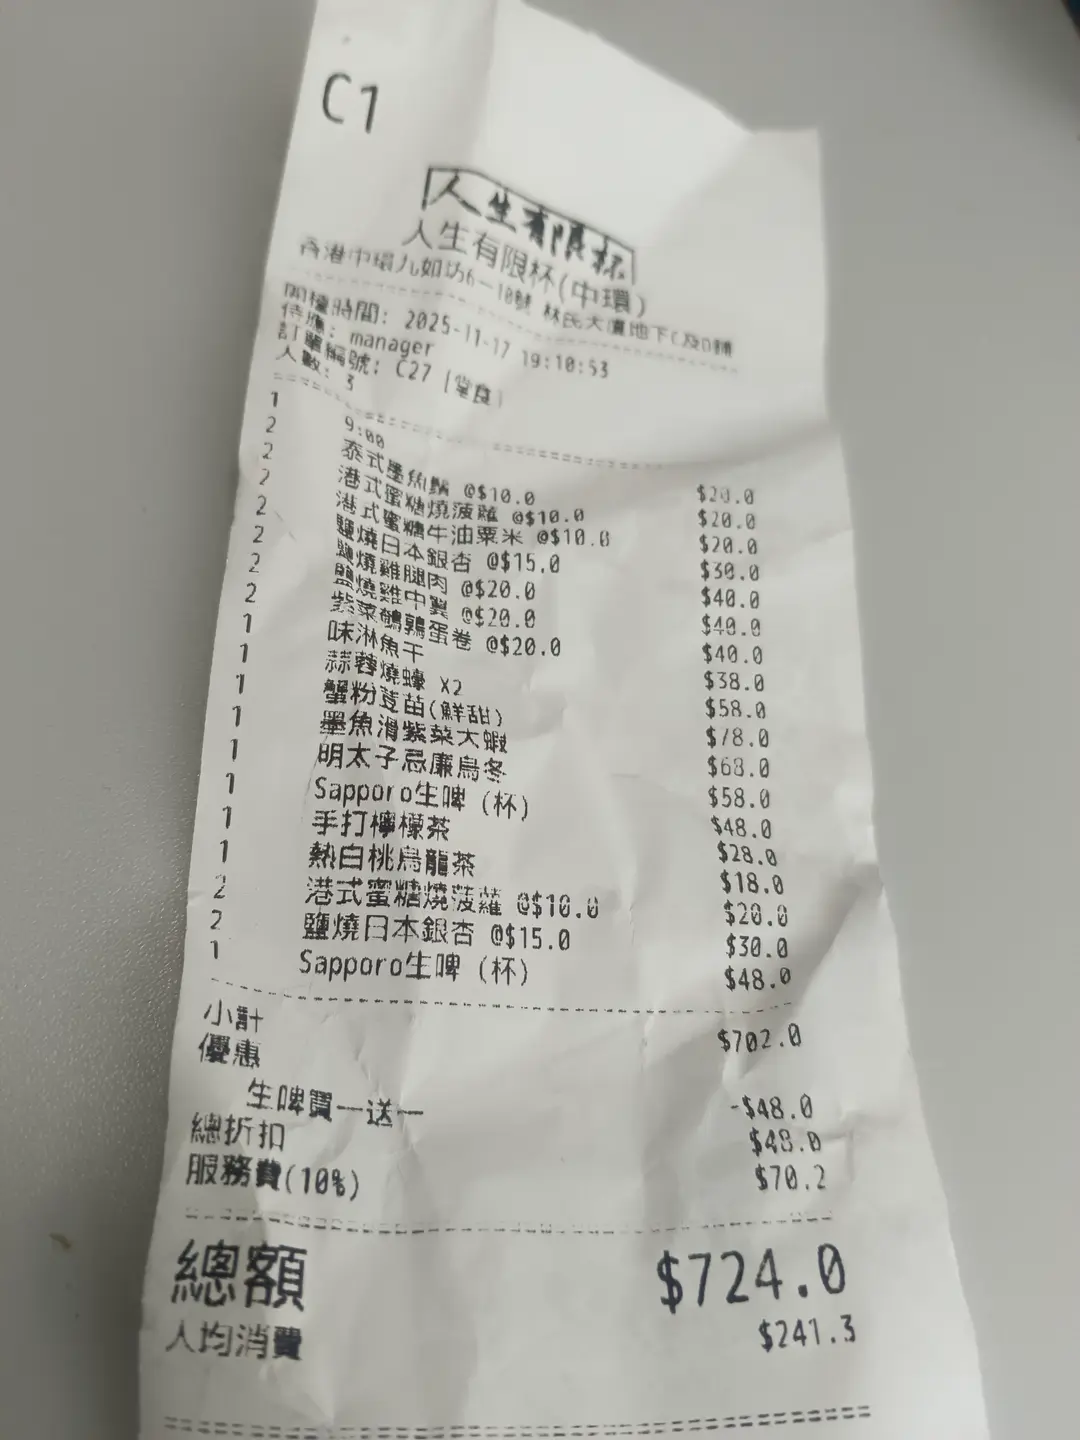 C1
人生有限杯
人生有限杯(中環)
香港中環九如坊6-10號 林氏大廈地下C及D鋪
開檯時間: 2025-11-17 19:10:53
待應: manager
訂單編號: C27 |堂食|
人數: 3
1 9:00
2 泰式墨魚鬚 @$10.0 $20.0
2 港式蜜糖燒菠蘿 @$10.0 $20.0
2 港式蜜糖牛油粟米 @$10.0 $20.0
2 鹽燒日本銀杏 @$15.0 $30.0
2 鹽燒雞腿肉 @$20.0 $40.0
2 鹽燒雞中翼 @$20.0 $40.0
2 紫菜鵪鶉蛋卷 @$20.0 $40.0
1 味淋魚干 $38.0
1 蒜蓉燒蠔 X2 $58.0
1 蟹粉荳苗(鮮甜) $78.0
1 墨魚滑紫菜大蝦 $68.0
1 明太子忌廉烏冬 $58.0
1 Sapporo生啤 (杯) $48.0
1 手打檸檬茶 $28.0
1 熱白桃烏龍茶 $18.0
2 港式蜜糖燒菠蘿 @$10.0 $20.0
2 鹽燒日本銀杏 @$15.0 $30.0
1 Sapporo生啤 (杯) $48.0
小計 $702.0
優惠
生啤買一送一 -$48.0
總折扣 $48.0
服務費(10%) $70.2
總額 $724.0
人均消費 $241.3